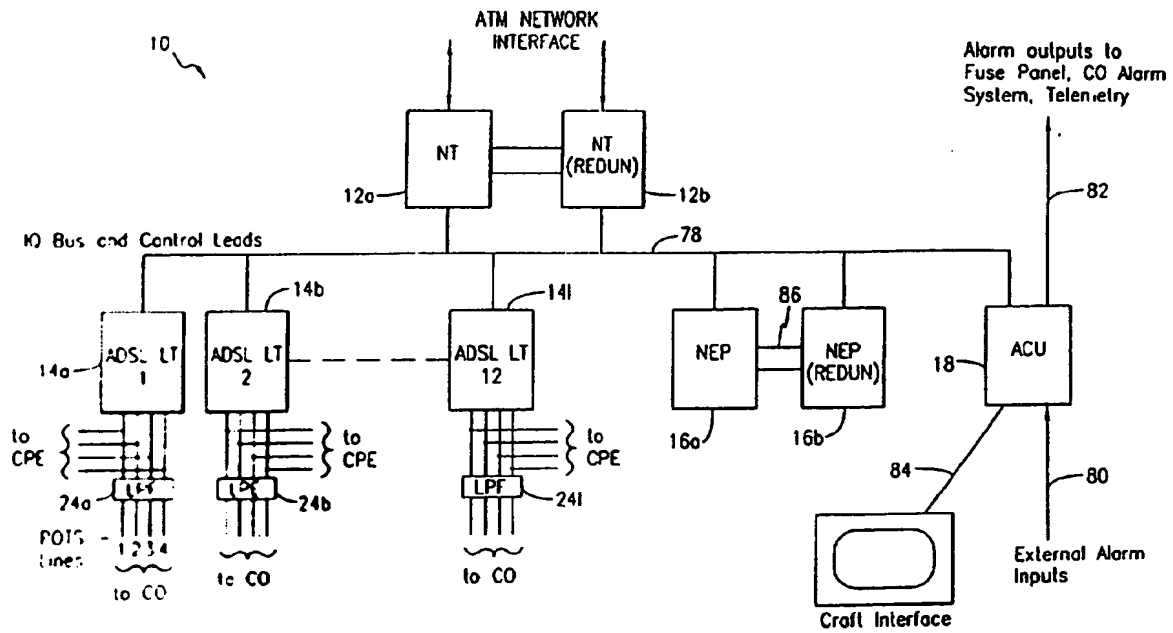 ATM NETWORK
INTERFACE
10
Alarm outputs to
Fuse Panel, CO Alarm
System, Telemetry
NT
NT
(REDUN)
12a
12b
82
IQ Bus and Control Leads
78
14b
14l
86
ADSL LT
1
14a
ADSL LT
2
ADSL LT
12
NEP
NEP
(REDUN)
18
ACU
16a
16b
to
CPE
to
CPE
to
CPE
84
80
24a
LPF
LPF
24b
LPF
24l
POTS
Lines
1 2 3 4
to CO
to CO
to CO
External Alarm
Inputs
Craft Interface